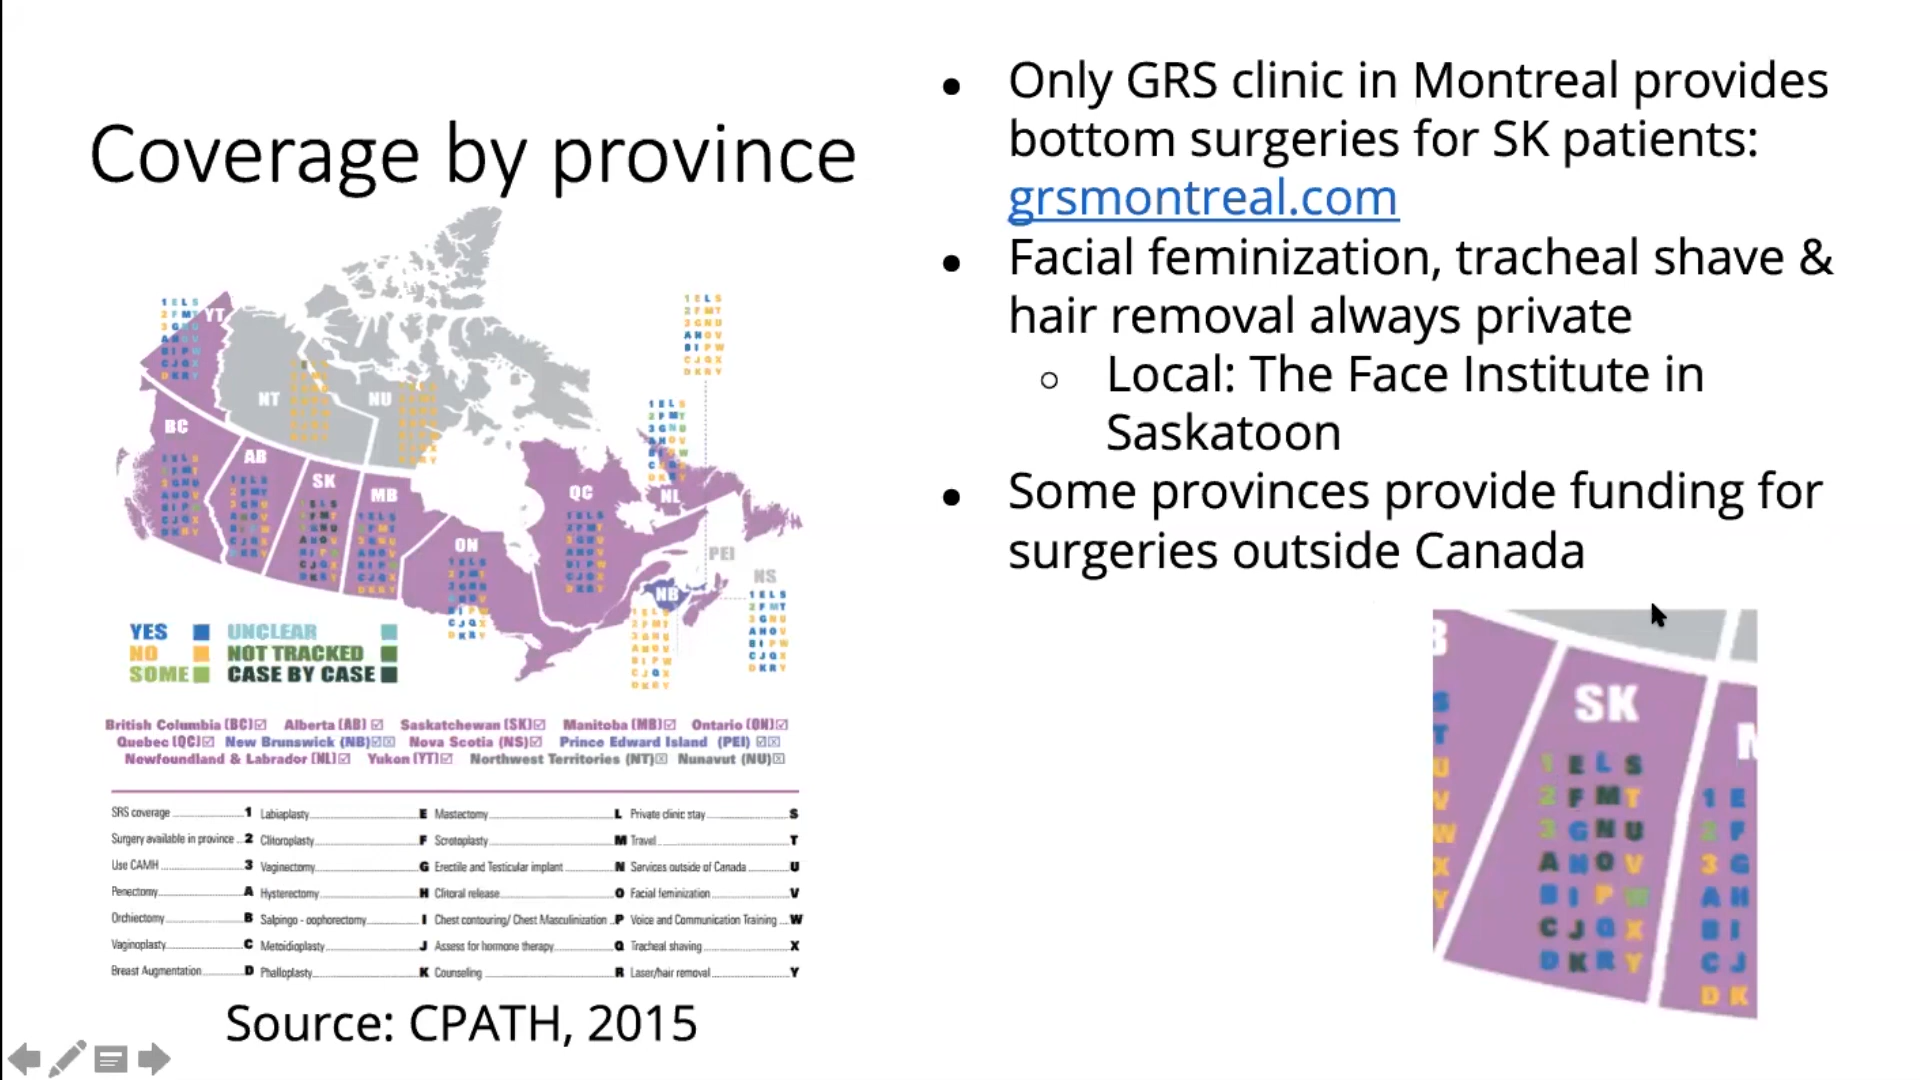 Coverage by province
YT
NT
NU
BC
AB
SK
MB
ON
QC
NL
PEI
NS
NB
YES
UNCLEAR
NO
NOT TRACKED
SOME
CASE BY CASE
British Columbia (BC)☑ Alberta (AB) ☑ Saskatchewan (SK)☑ Manitoba (MB)☑ Ontario (ON)☑
Quebec (QC)☑ New Brunswick (NB)☑☒ Nova Scotia (NS)☑ Prince Edward Island (PEI) ☑☒
Newfoundland & Labrador (NL)☑ Yukon (YT)☑ Northwest Territories (NT)☒ Nunavut (NU)☒
SRS coverage 1 Labiaplasty E Mastectomy L Private clinic stay S
Surgery available in province 2 Clitoroplasty F Scrotoplasty M Travel T
Use CAMH 3 Vaginectomy G Erectile and Testicular implant N Services outside of Canada U
Penectomy A Hysterectomy H Clitoral release O Facial feminization V
Orchiectomy B Salpingo - oophorectomy I Chest contouring/ Chest Masculinization P Voice and Communication Training W
Vaginoplasty C Metoidioplasty J Assess for hormone therapy Q Tracheal shaving X
Breast Augmentation D Phalloplasty K Counseling R Laser/hair removal Y
Source: CPATH, 2015
● Only GRS clinic in Montreal provides
bottom surgeries for SK patients:
grsmontreal.com
● Facial feminization, tracheal shave &
hair removal always private
○ Local: The Face Institute in
Saskatoon
● Some provinces provide funding for
surgeries outside Canada
SK
1 E L S
2 F M T
3 G N U
A H O V
B I P W
C J Q X
D K R Y
S
T
U
V
W
X
Y
1 E
2 F
3 G
A H
B I
C J
D K